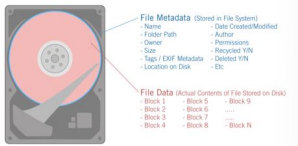 File Metadata (Stored in File System)
- Name - Date Created/Modified
- Folder Path - Author
- Owner - Permissions
- Size - Recycled Y/N
- Tags / EXIF Metadata - Deleted Y/N
- Location on Disk - Etc
File Data (Actual Contents of File Stored on Disk)
- Block 1 - Block 5 - Block 9
- Block 2 - Block 6 .....
- Block 3 - Block 7 .....
- Block 4 - Block 8 - Block N